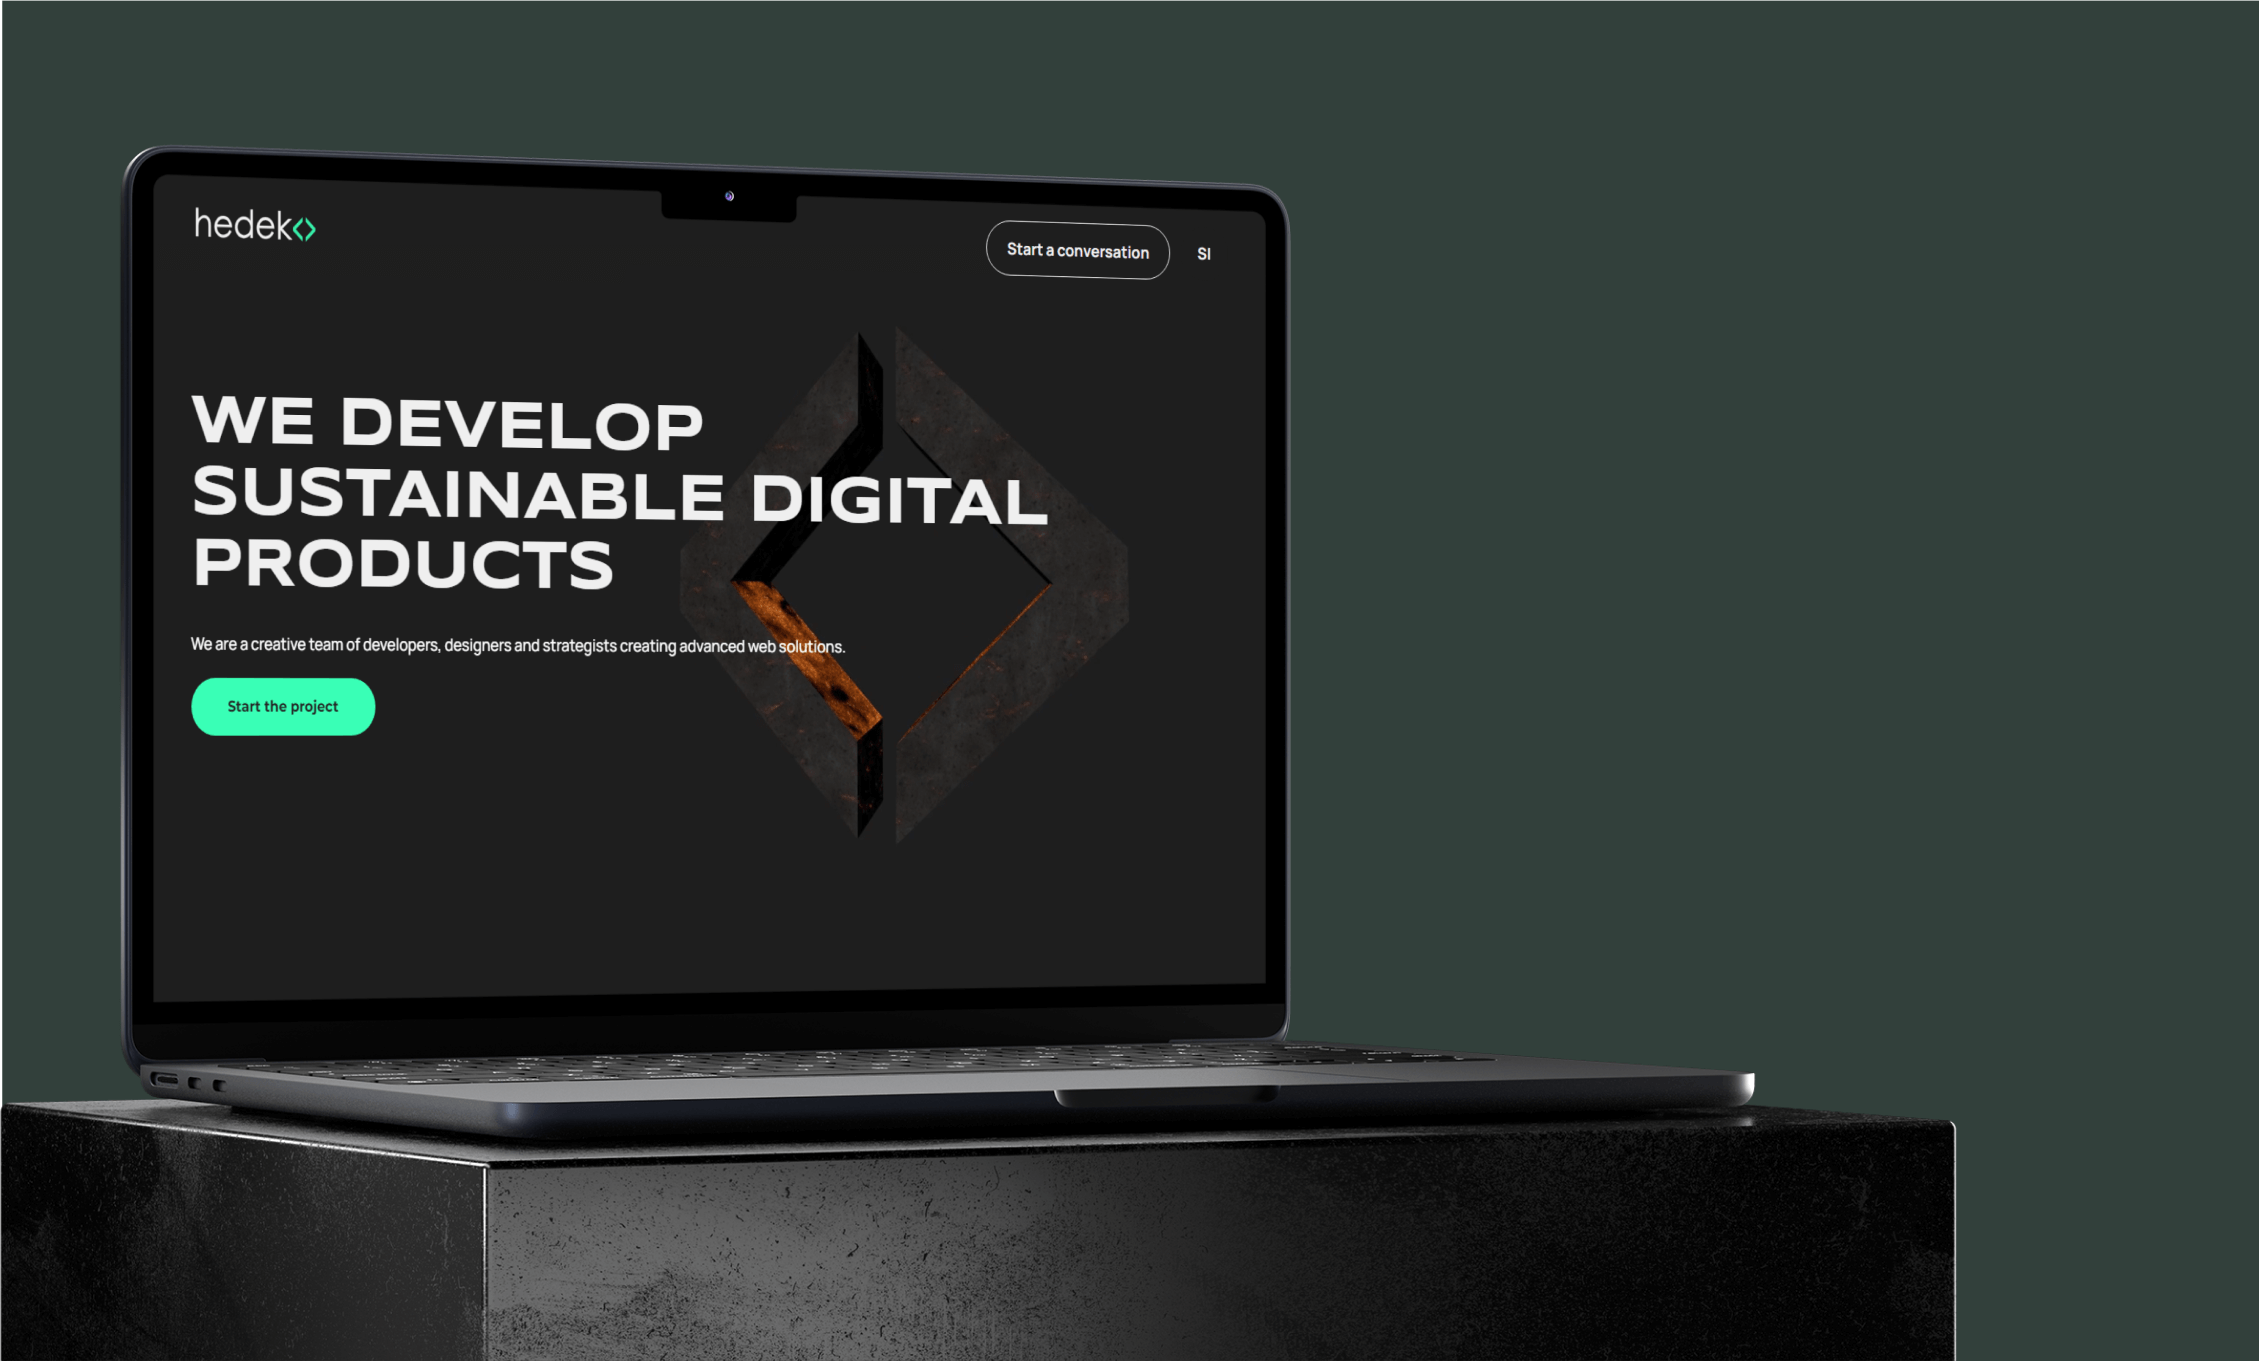 hedek<>
Start a conversation
SI
WE DEVELOP
SUSTAINABLE DIGITAL
PRODUCTS
We are a creative team of developers, designers and strategists creating advanced web solutions.
Start the project